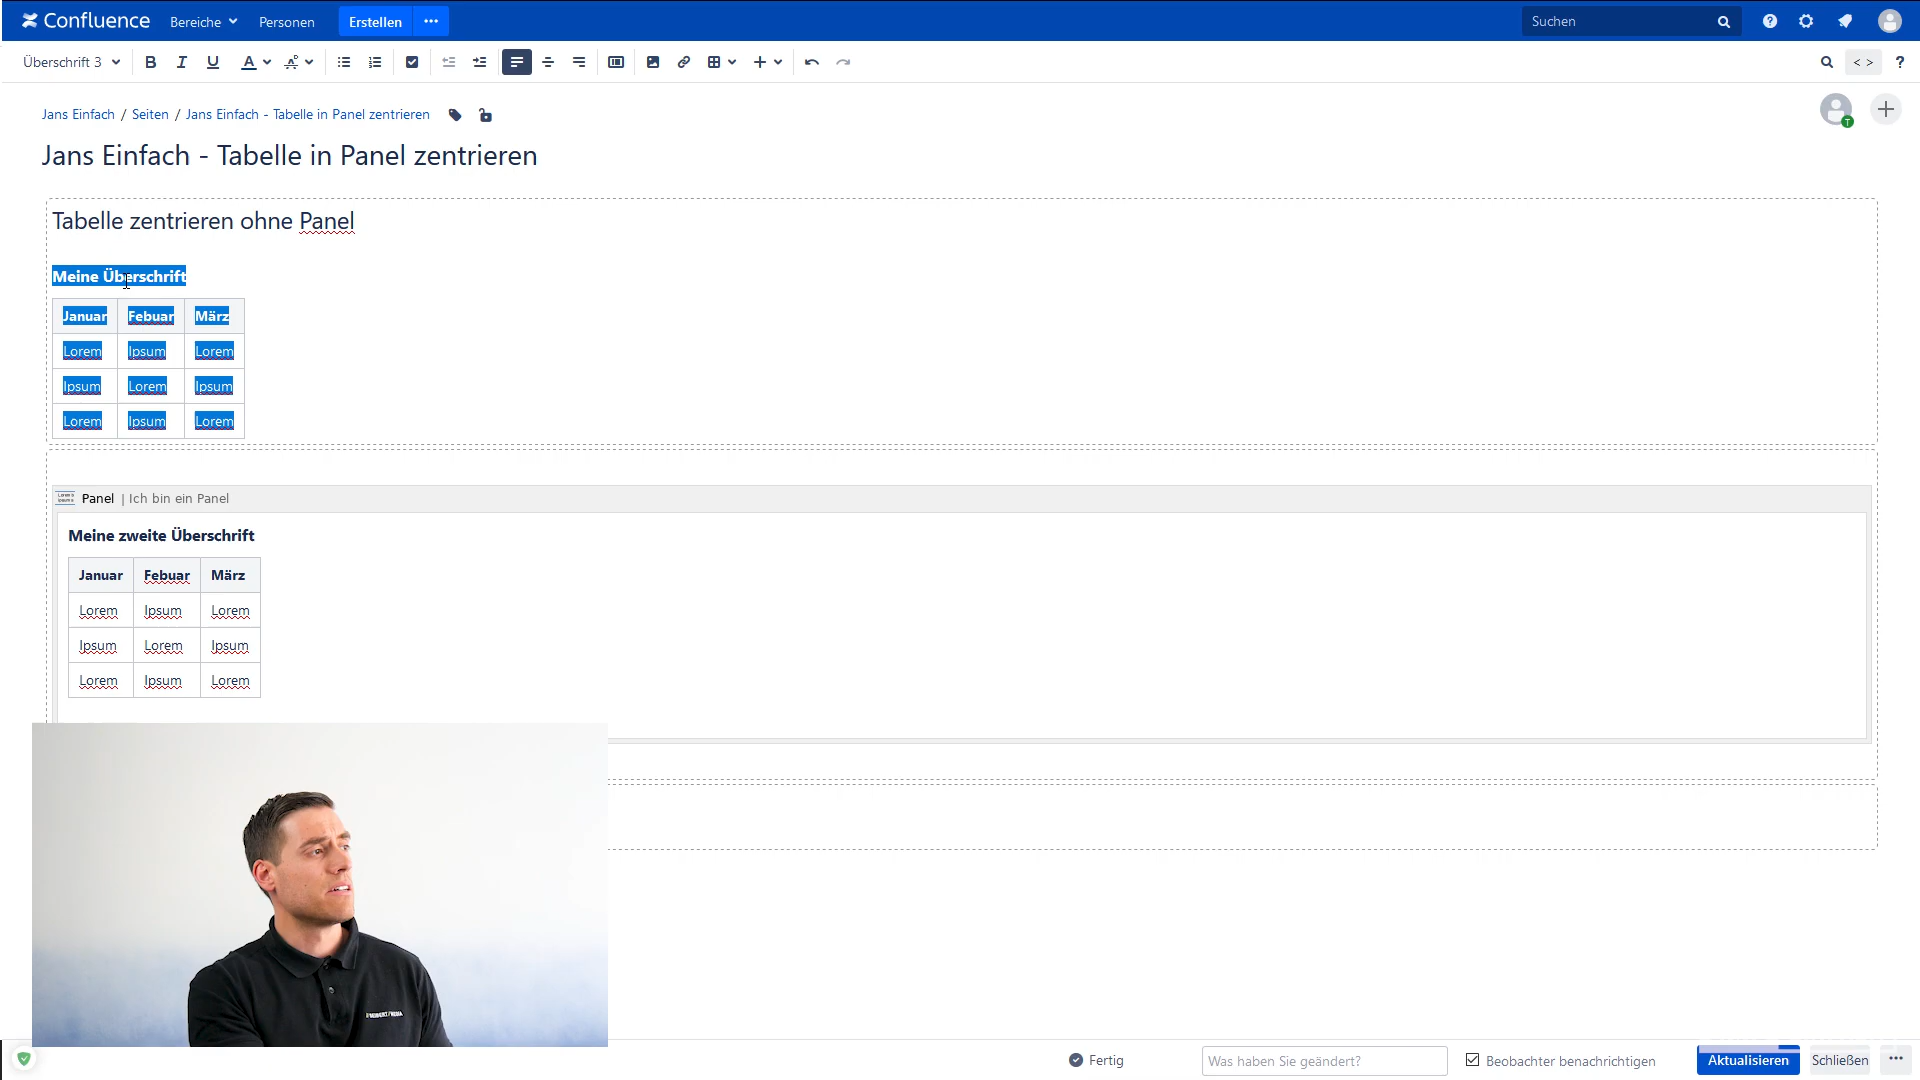 Confluence Bereiche Personen Erstellen ••• Suchen
Überschrift 3 B I U A < > ?
Jans Einfach / Seiten / Jans Einfach - Tabelle in Panel zentrieren
T
Jans Einfach - Tabelle in Panel zentrieren
Tabelle zentrieren ohne Panel
Meine Überschrift
Januar Febuar März
Lorem Ipsum Lorem
Ipsum Lorem Ipsum
Lorem Ipsum Lorem
Panel | Ich bin ein Panel
Meine zweite Überschrift
Januar Febuar März
Lorem Ipsum Lorem
Ipsum Lorem Ipsum
Lorem Ipsum Lorem
Fertig Was haben Sie geändert? Beobachter benachrichtigen Aktualisieren Schließen •••